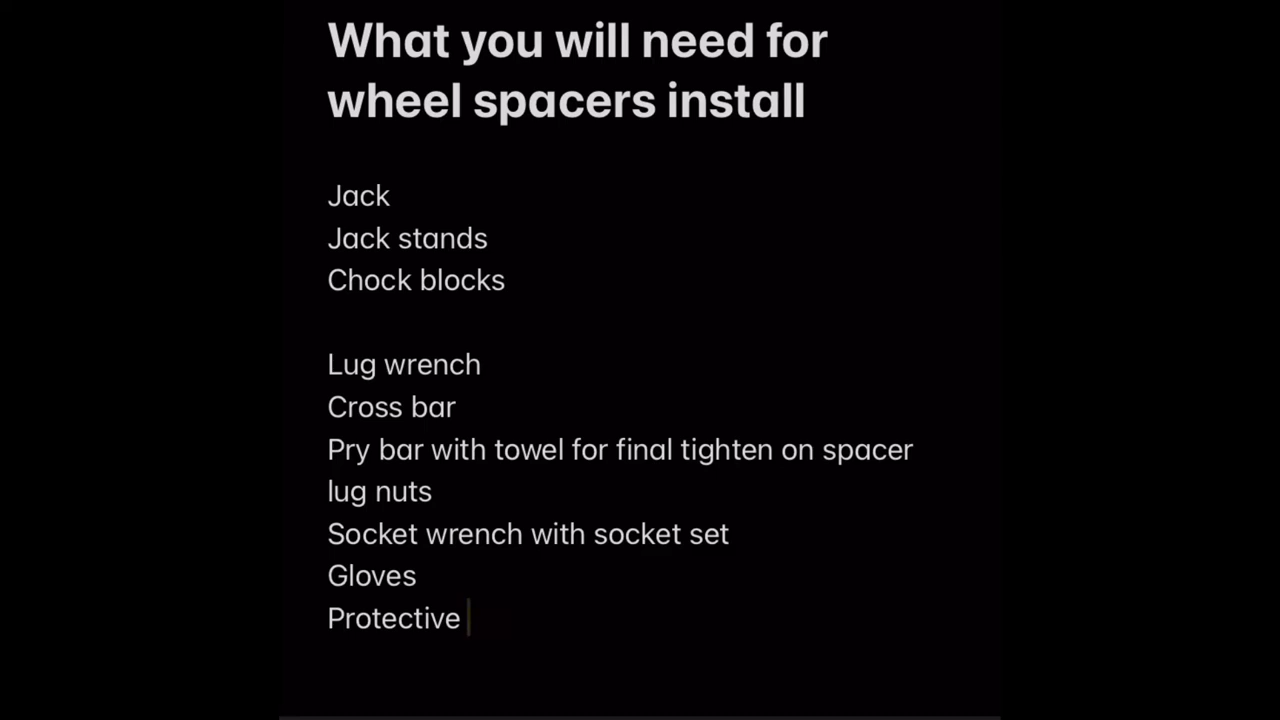 What you will need for
wheel spacers install
Jack
Jack stands
Chock blocks
Lug wrench
Cross bar
Pry bar with towel for final tighten on spacer
lug nuts
Socket wrench with socket set
Gloves
Protective